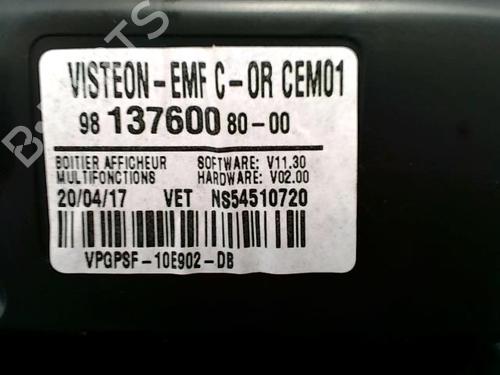 VISTEON-EMF C-OR CEM01
98 137600 80-00
BOITIER AFFICHEUR SOFTWARE: V11.30
MULTIFONCTIONS HARDWARE: V02.00
20/04/17 VET NS54510720
VPGPSF-10E902-DB